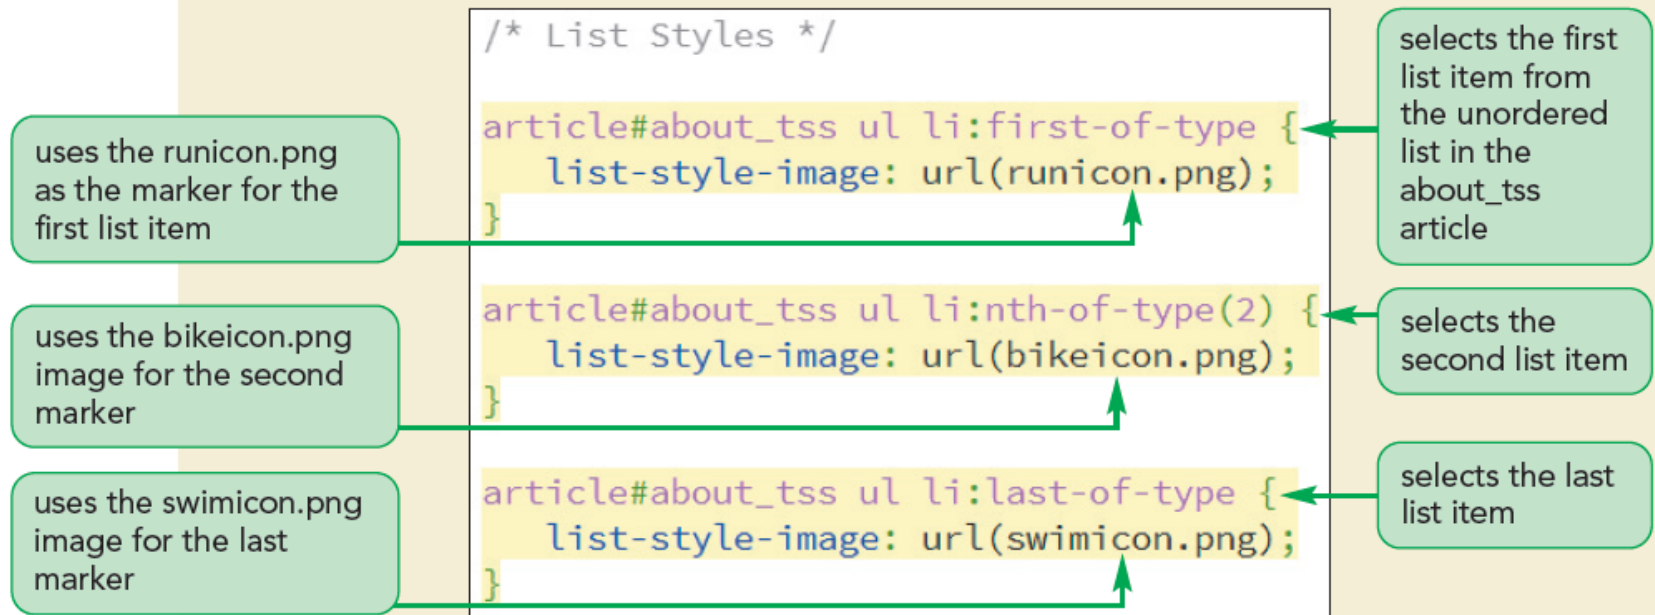 /* List Styles */
article#about_tss ul li:first-of-type {
list-style-image: url(runicon.png);
}
article#about_tss ul li:nth-of-type(2) {
list-style-image: url(bikeicon.png);
}
article#about_tss ul li:last-of-type {
list-style-image: url(swimicon.png);
}
uses the runicon.png
as the marker for the
first list item
uses the bikeicon.png
image for the second
marker
uses the swimicon.png
image for the last
marker
selects the first
list item from
the unordered
list in the
about_tss
article
selects the
second list item
selects the last
list item